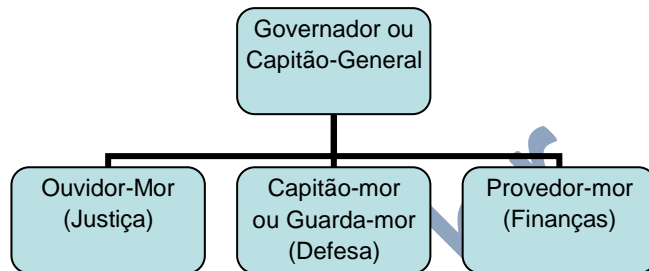 Governador ou
Capitão-General
Ouvidor-Mor
(Justiça)
Capitão-mor
ou Guarda-mor
(Defesa)
Provedor-mor
(Finanças)